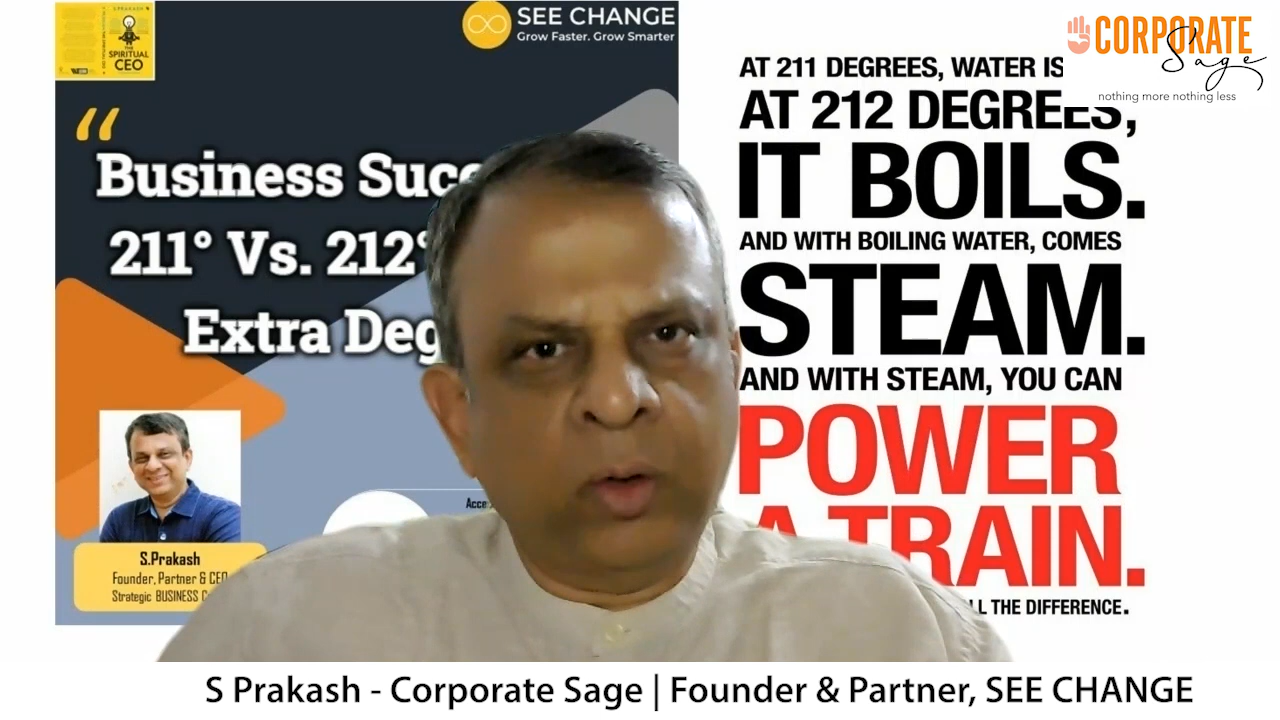 S PRAKASH
THE
SPIRITUAL
CEO
SEE CHANGE
Grow Faster. Grow Smarter
“
Business
211° Vs. 212°
Extra
S.Prakash
Founder, Partner & CEO
Strategic BUSINESS
CORPORATE
Sage
nothing more nothing less
AT 211 DEGREES, WATER IS
AT 212 DEGREES,
IT BOILS.
AND WITH BOILING WATER, COMES
STEAM.
AND WITH STEAM, YOU CAN
POWER
A TRAIN.
THE DIFFERENCE.
S Prakash - Corporate Sage | Founder & Partner, SEE CHANGE